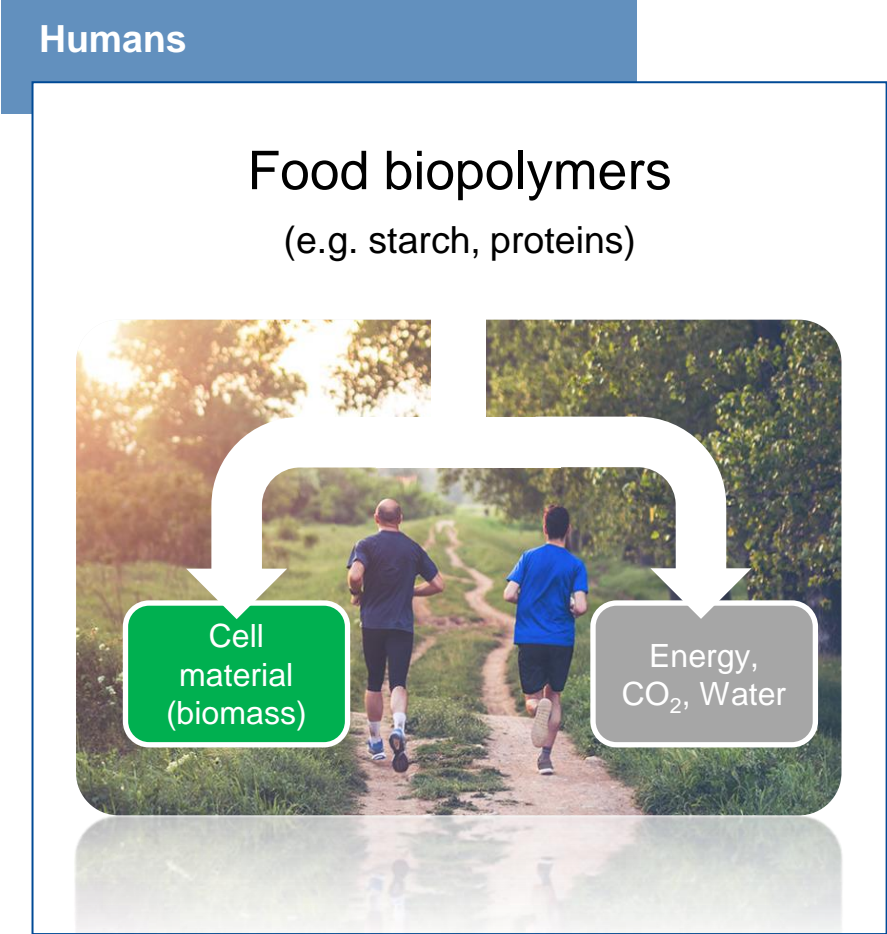 Humans
Food biopolymers
(e.g. starch, proteins)
Cell
material
(biomass)
Energy,
CO₂, Water